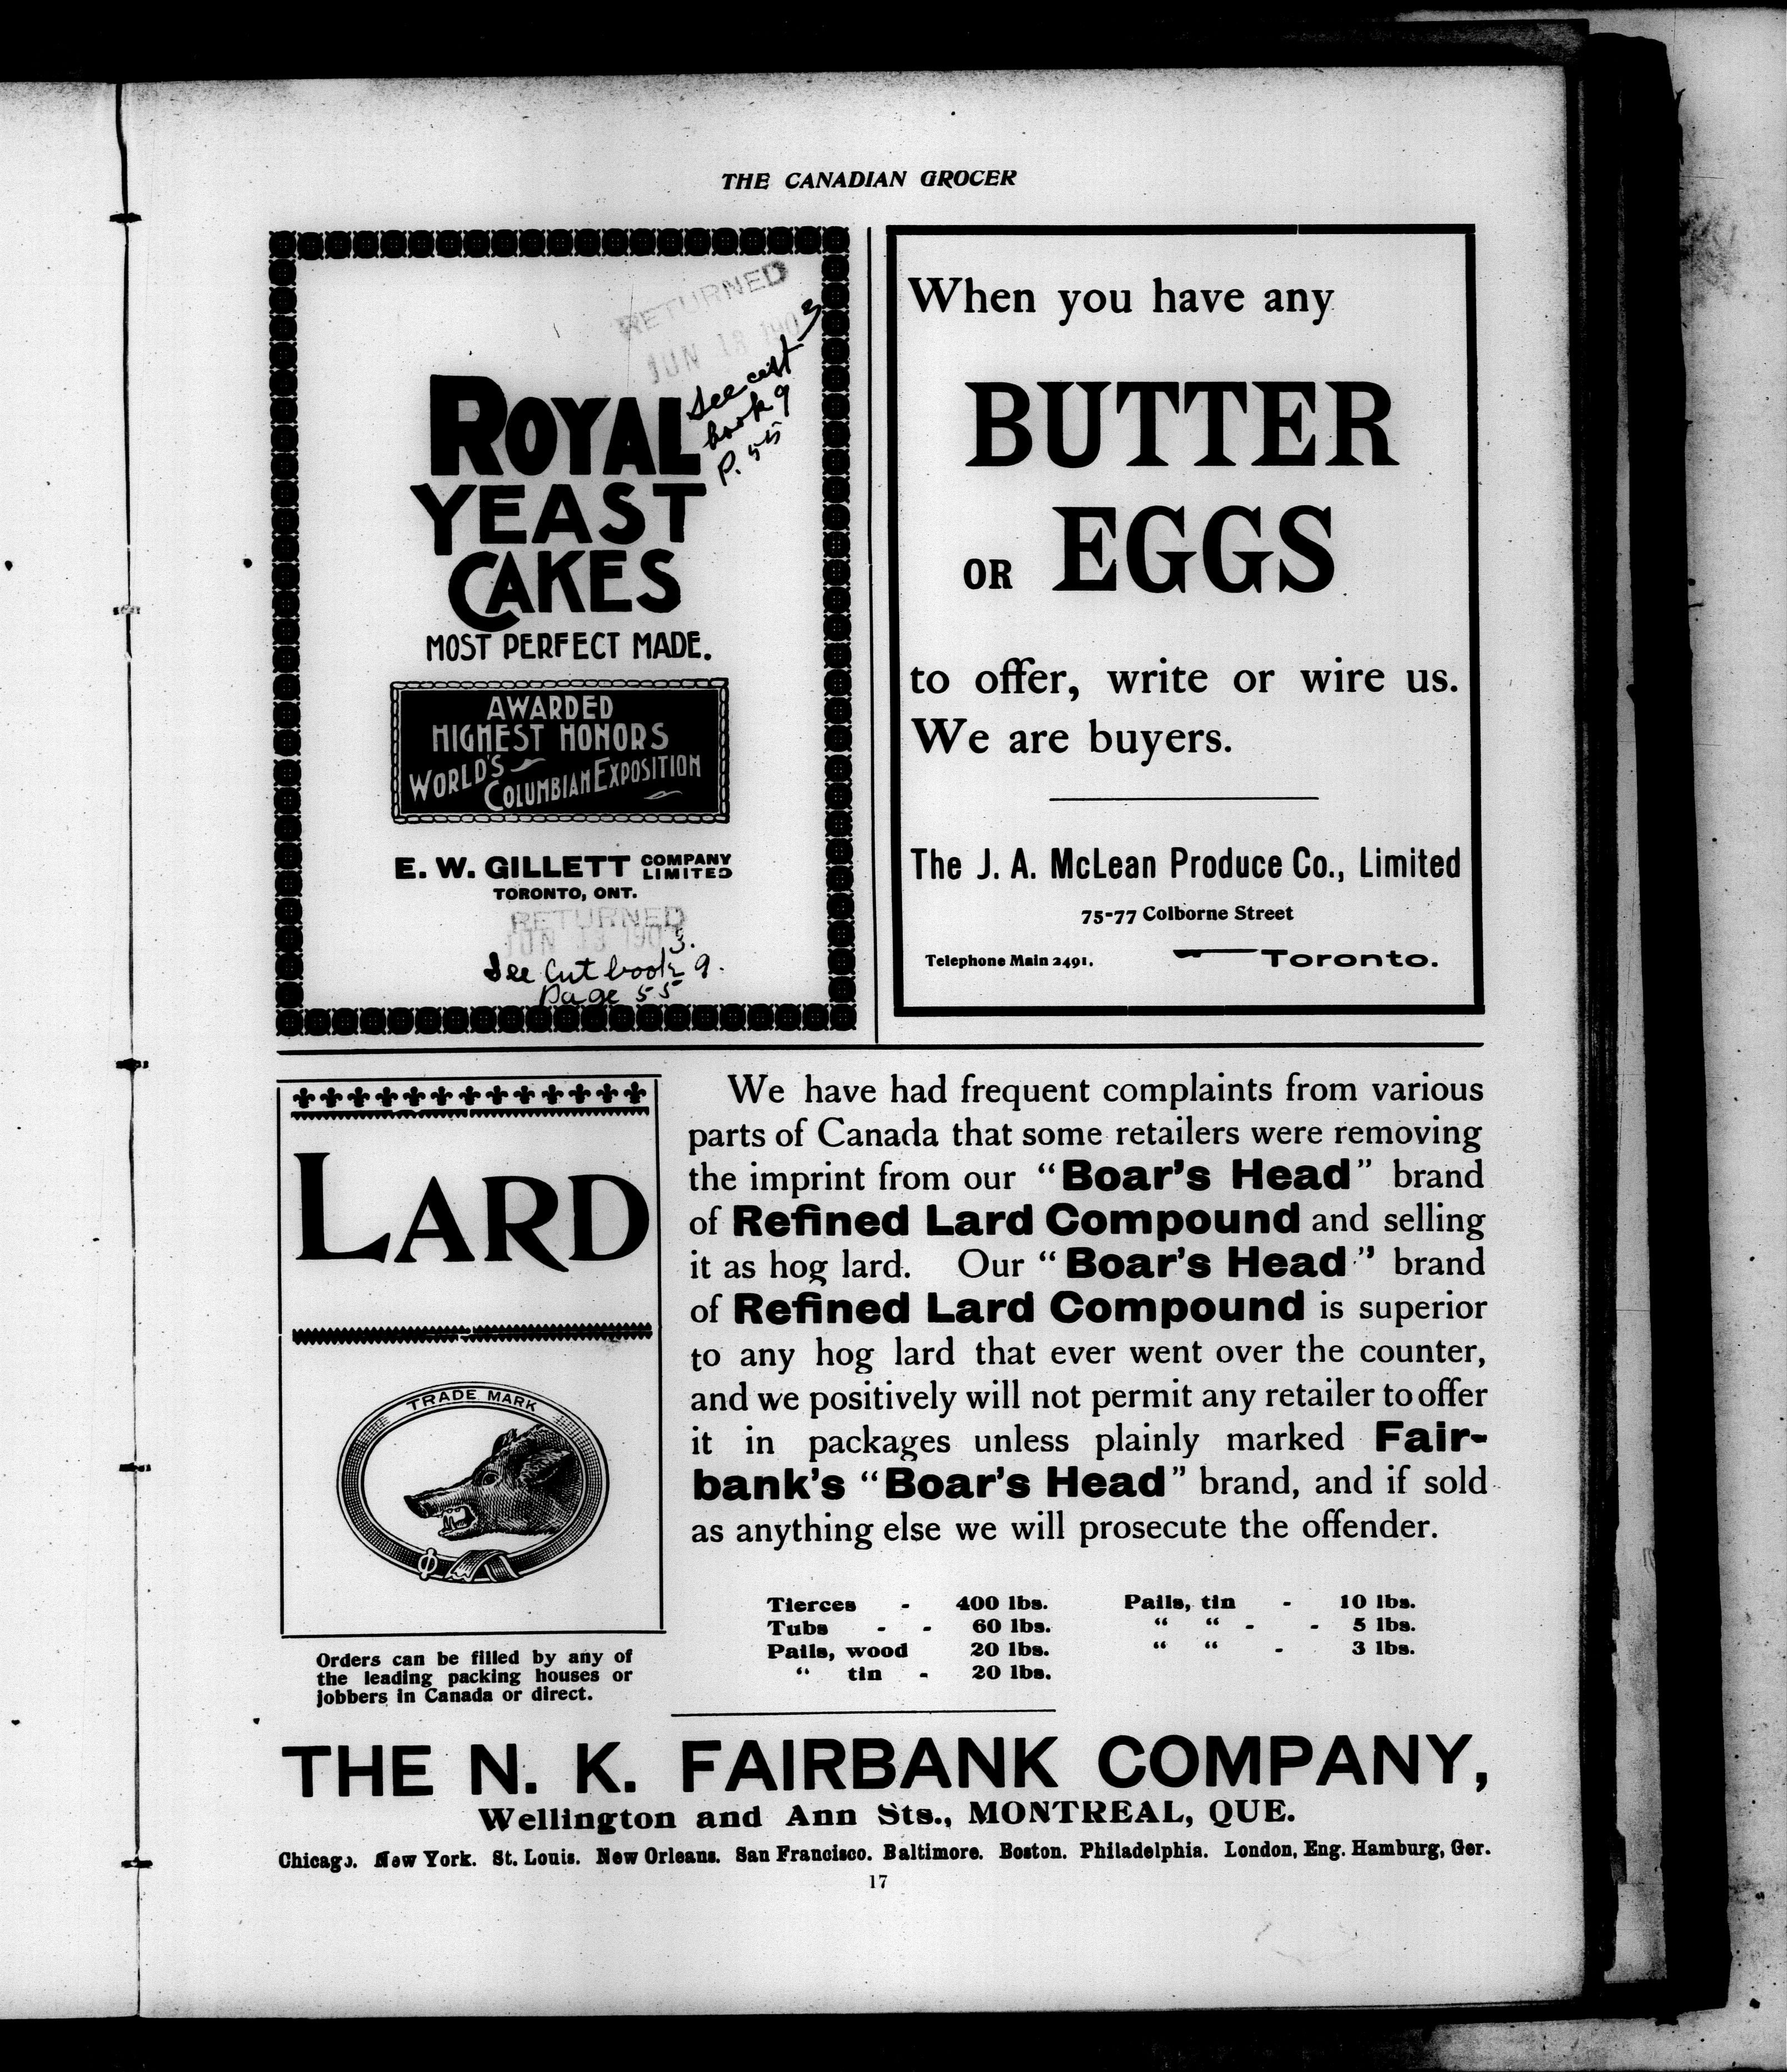 THE CANADIAN GROCER
RETURNED
JUN 18 1903
See cut
book 9
P. 55
ROYAL
YEAST
CAKES
MOST PERFECT MADE.
AWARDED
HIGHEST HONORS
WORLD'S
COLUMBIAN EXPOSITION
E. W. GILLETT COMPANY LIMITED
TORONTO, ONT.
RETURNED
JUN 18 1903.
See Cut book 9.
Page 55
When you have any
BUTTER
OR EGGS
to offer, write or wire us.
We are buyers.
The J. A. McLean Produce Co., Limited
75-77 Colborne Street
Telephone Main 2491. Toronto.
LARD
TRADE MARK
Orders can be filled by any of
the leading packing houses or
jobbers in Canada or direct.
We have had frequent complaints from various
parts of Canada that some retailers were removing
the imprint from our "Boar's Head" brand
of Refined Lard Compound and selling
it as hog lard. Our "Boar's Head" brand
of Refined Lard Compound is superior
to any hog lard that ever went over the counter,
and we positively will not permit any retailer to offer
it in packages unless plainly marked Fair-
bank's "Boar's Head" brand, and if sold
as anything else we will prosecute the offender.
Tierces - 400 lbs.
Tubs - - 60 lbs.
Pails, wood 20 lbs.
" tin - 20 lbs.
Pails, tin - 10 lbs.
" " - - 5 lbs.
" " - 3 lbs.
THE N. K. FAIRBANK COMPANY,
Wellington and Ann Sts., MONTREAL, QUE.
Chicago. New York. St. Louis. New Orleans. San Francisco. Baltimore. Boston. Philadelphia. London, Eng. Hamburg, Ger.
17